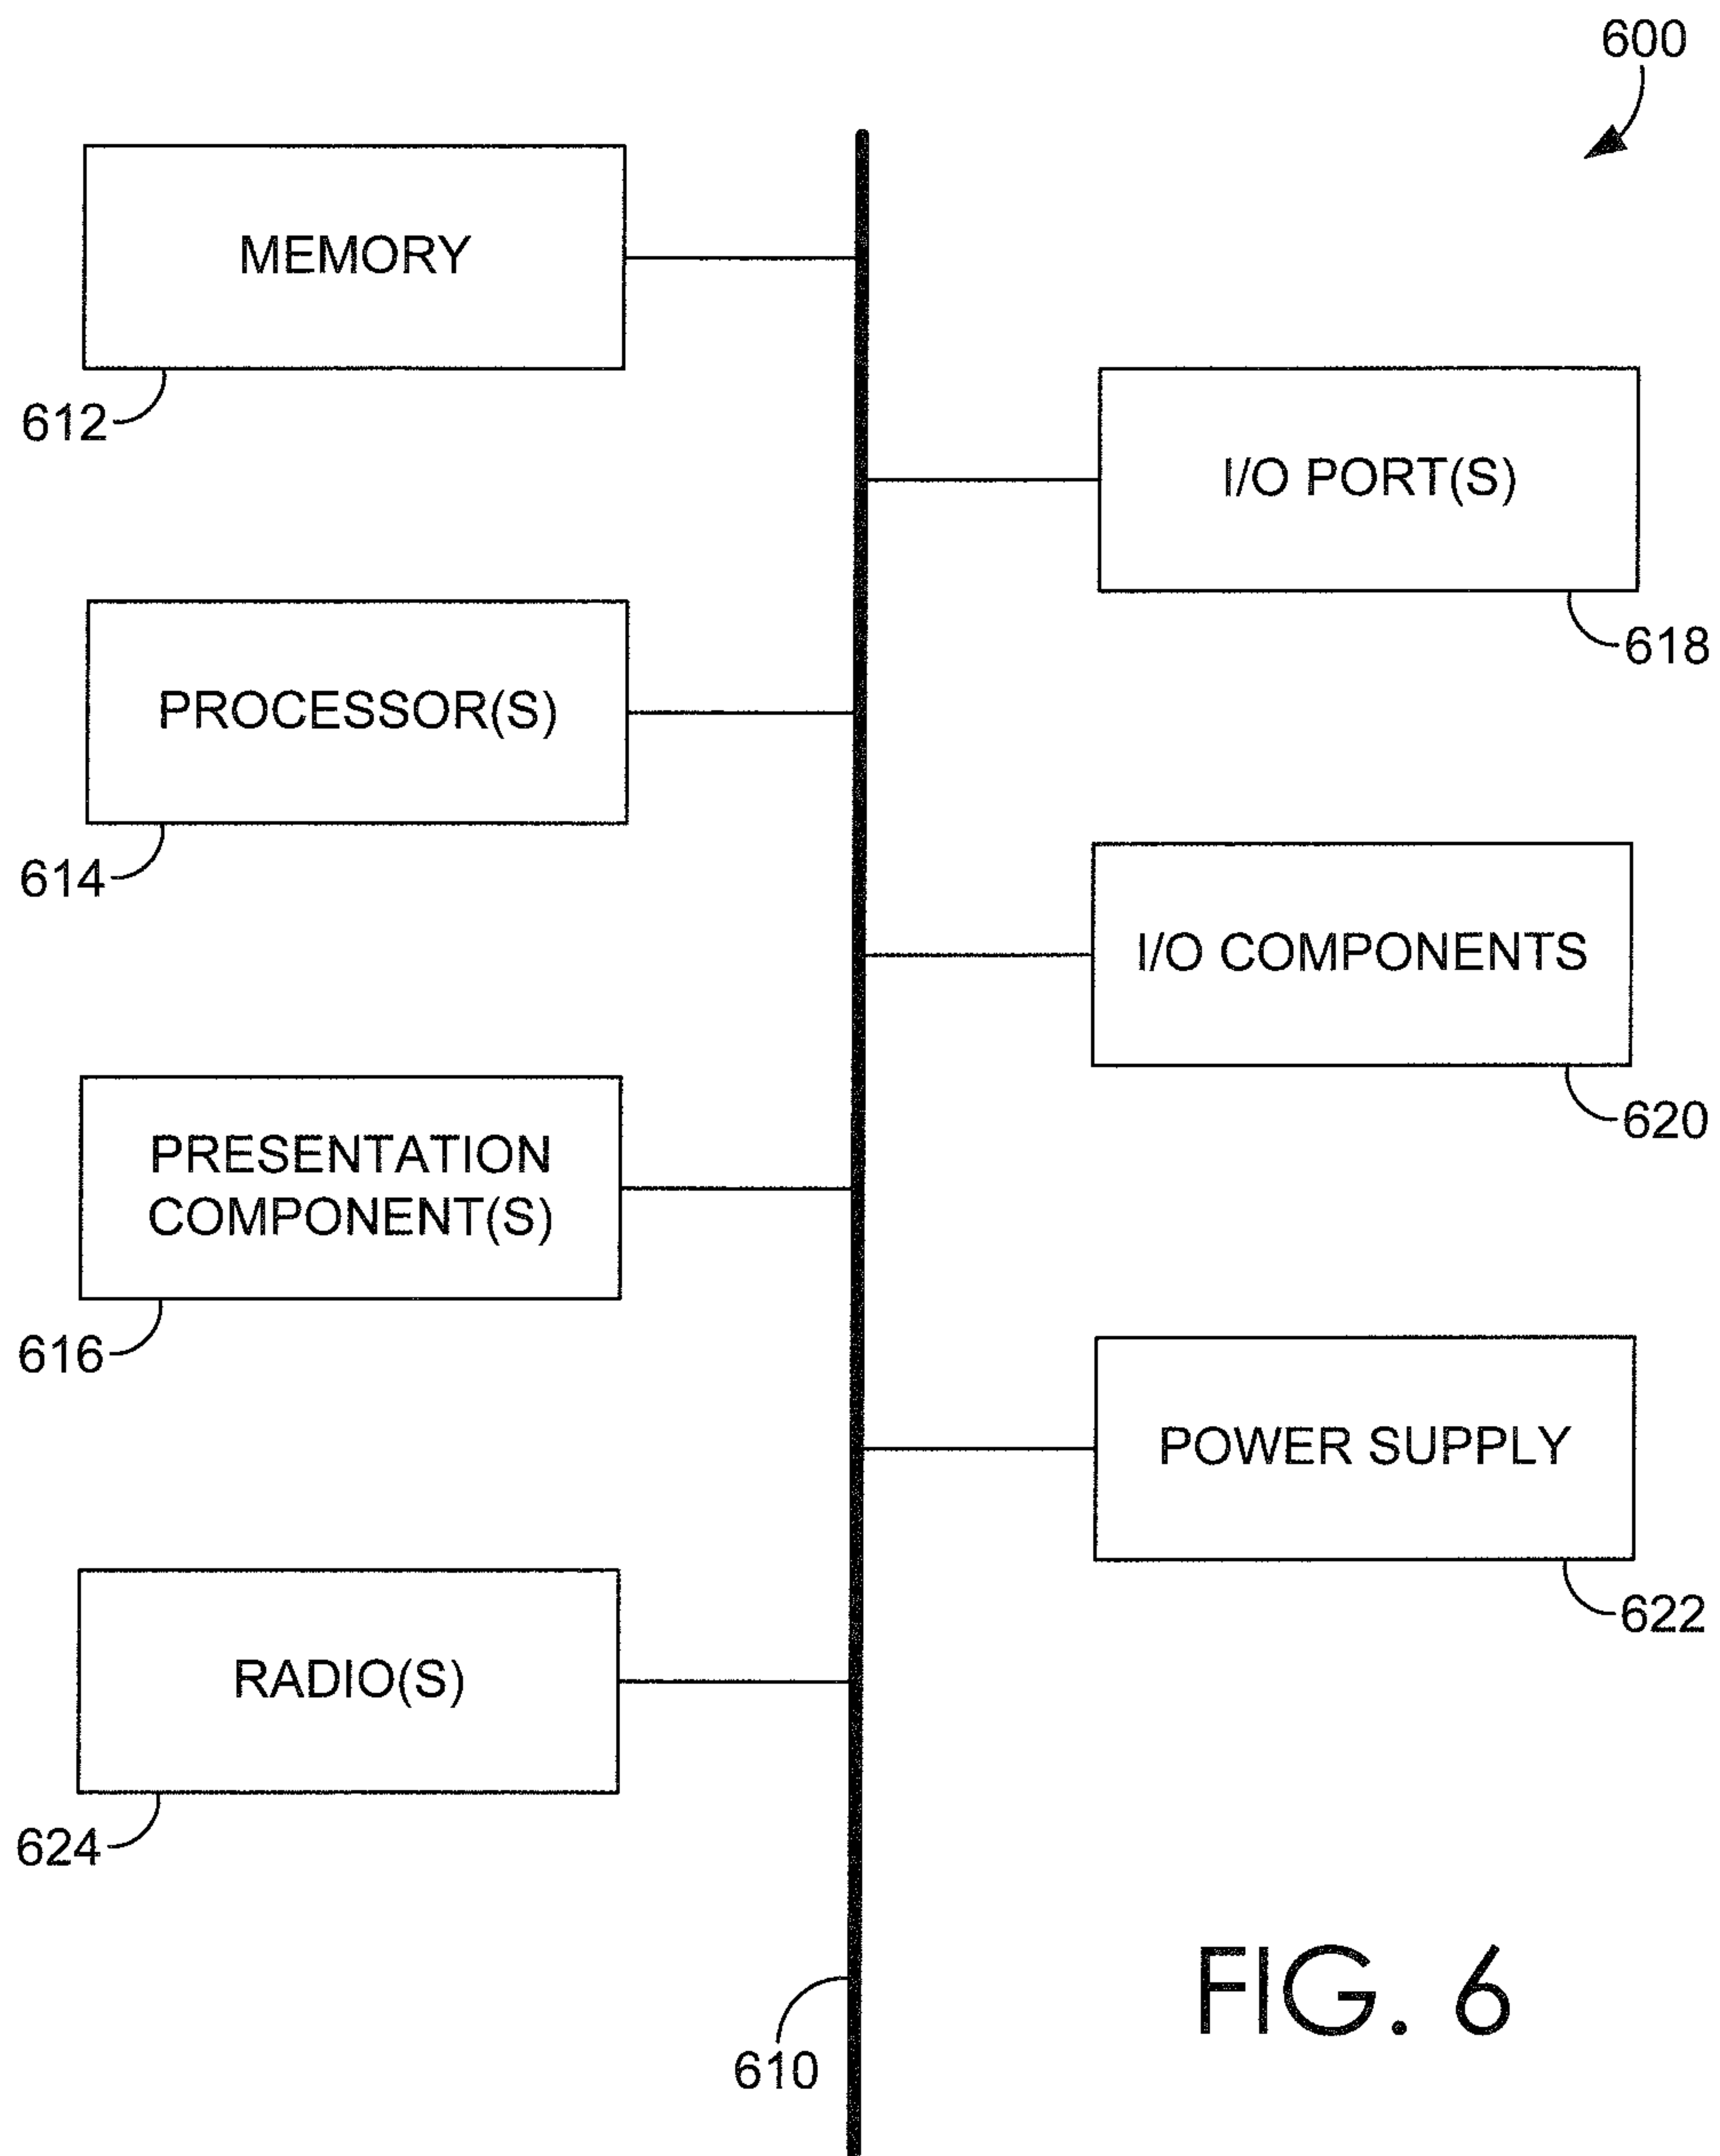 600
MEMORY
612
I/O PORT(S)
618
PROCESSOR(S)
614
I/O COMPONENTS
620
PRESENTATION
COMPONENT(S)
616
POWER SUPPLY
622
RADIO(S)
624
610
FIG. 6